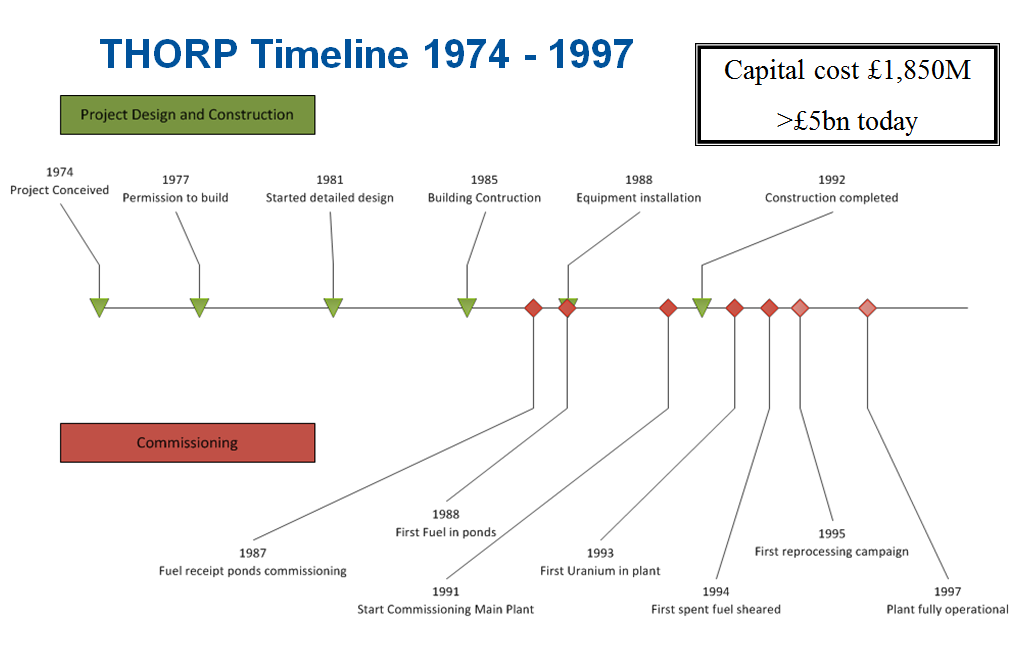 THORP Timeline 1974 - 1997
Capital cost £1,850M
>£5bn today
Project Design and Construction
1974
Project Conceived
1977
Permission to build
1981
Started detailed design
1985
Building Contruction
1988
Equipment installation
1992
Construction completed
Commissioning
1987
Fuel receipt ponds commissioning
1988
First Fuel in ponds
1991
Start Commissioning Main Plant
1993
First Uranium in plant
1994
First spent fuel sheared
1995
First reprocessing campaign
1997
Plant fully operational